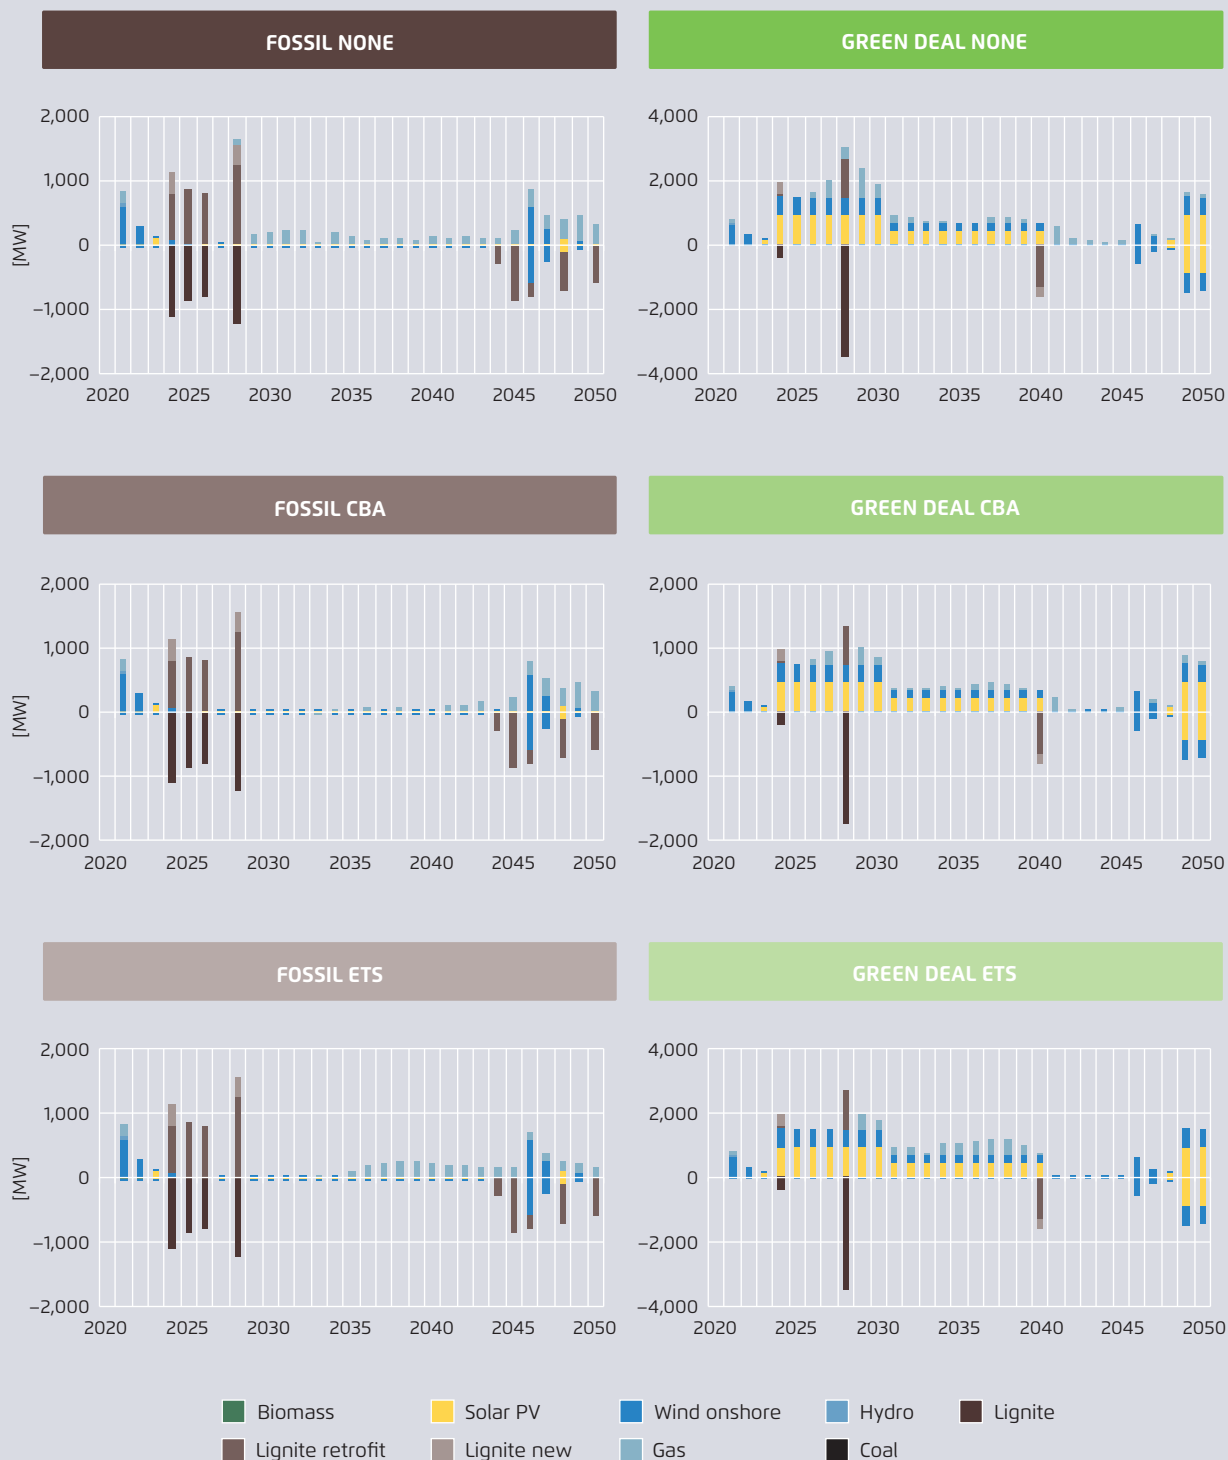 FOSSIL NONE
GREEN DEAL NONE
2,000
1,000
0
−1,000
−2,000
[MW]
2020 2025 2030 2035 2040 2045 2050
4,000
2,000
0
−2,000
−4,000
2020 2025 2030 2035 2040 2045 2050
FOSSIL CBA
GREEN DEAL CBA
2,000
1,000
0
−1,000
−2,000
[MW]
2020 2025 2030 2035 2040 2045 2050
2,000
1,000
0
−1,000
−2,000
2020 2025 2030 2035 2040 2045 2050
FOSSIL ETS
GREEN DEAL ETS
2,000
1,000
0
−1,000
−2,000
[MW]
2020 2025 2030 2035 2040 2045 2050
4,000
2,000
0
−2,000
−4,000
2020 2025 2030 2035 2040 2045 2050
Biomass Solar PV Wind onshore Hydro Lignite
Lignite retrofit Lignite new Gas Coal